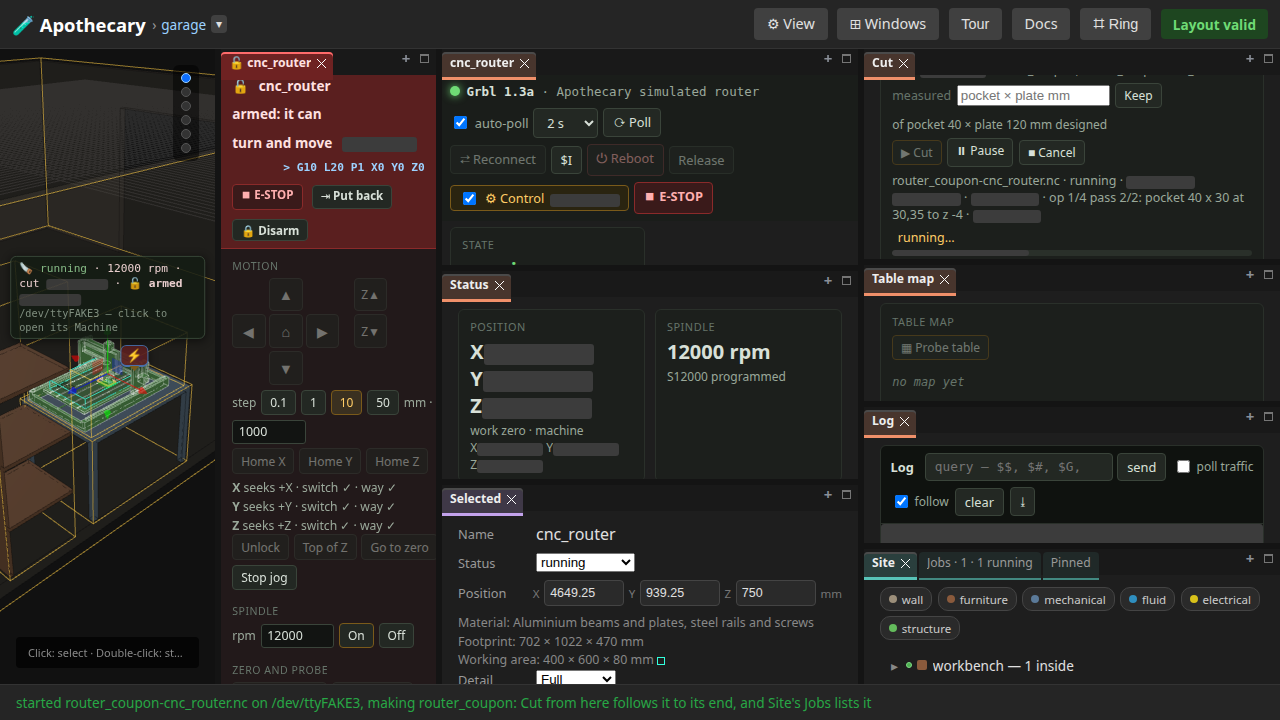 🧪 Apothecary › garage ▾
⚙ View
⊞ Windows
Tour
Docs
⌗ Ring
Layout valid
🪛 running · 12000 rpm ·
cut · 🔓 armed
/dev/ttyFAKE3 — click to
open its Machine
Click: select · Double-click: st…
🔓 cnc_router
🔓 cnc_router
armed: it can
turn and move
> G10 L20 P1 X0 Y0 Z0
■ E-STOP
⇥ Put back
🔒 Disarm
MOTION
▲
Z▲
◀
⌂
▶
Z▼
▼
step 0.1 1 10 50 mm ·
1000
Home X
Home Y
Home Z
X seeks +X · switch ✓ · way ✓
Y seeks +Y · switch ✓ · way ✓
Z seeks +Z · switch ✓ · way ✓
Unlock
Top of Z
Go to zero
Stop jog
SPINDLE
rpm 12000 On Off
ZERO AND PROBE
cnc_router
Grbl 1.3a · Apothecary simulated router
auto-poll 2 s ⟳ Poll
⇄ Reconnect
$I
⏻ Reboot
Release
⚙ Control
■ E-STOP
STATE
Status
POSITION
X
Y
Z
work zero · machine
X Y
Z
SPINDLE
12000 rpm
S12000 programmed
Selected
Name cnc_router
Status running
Position X 4649.25 Y 939.25 Z 750 mm
Material: Aluminium beams and plates, steel rails and screws
Footprint: 702 × 1022 × 470 mm
Working area: 400 × 600 × 80 mm
Detail Full
Cut
measured pocket × plate mm Keep
of pocket 40 × plate 120 mm designed
▶ Cut
⏸ Pause
■ Cancel
router_coupon-cnc_router.nc · running ·
· · op 1/4 pass 2/2: pocket 40 x 30 at
30,35 to z -4 ·
running…
Table map
TABLE MAP
▦ Probe table
no map yet
Log
Log query — $$, $#, $G, send poll traffic
follow clear ⭳
Site
Jobs · 1 · 1 running
Pinned
wall
furniture
mechanical
fluid
electrical
structure
▸ workbench — 1 inside
started router_coupon-cnc_router.nc on /dev/ttyFAKE3, making router_coupon: Cut from here follows it to its end, and Site's Jobs lists it